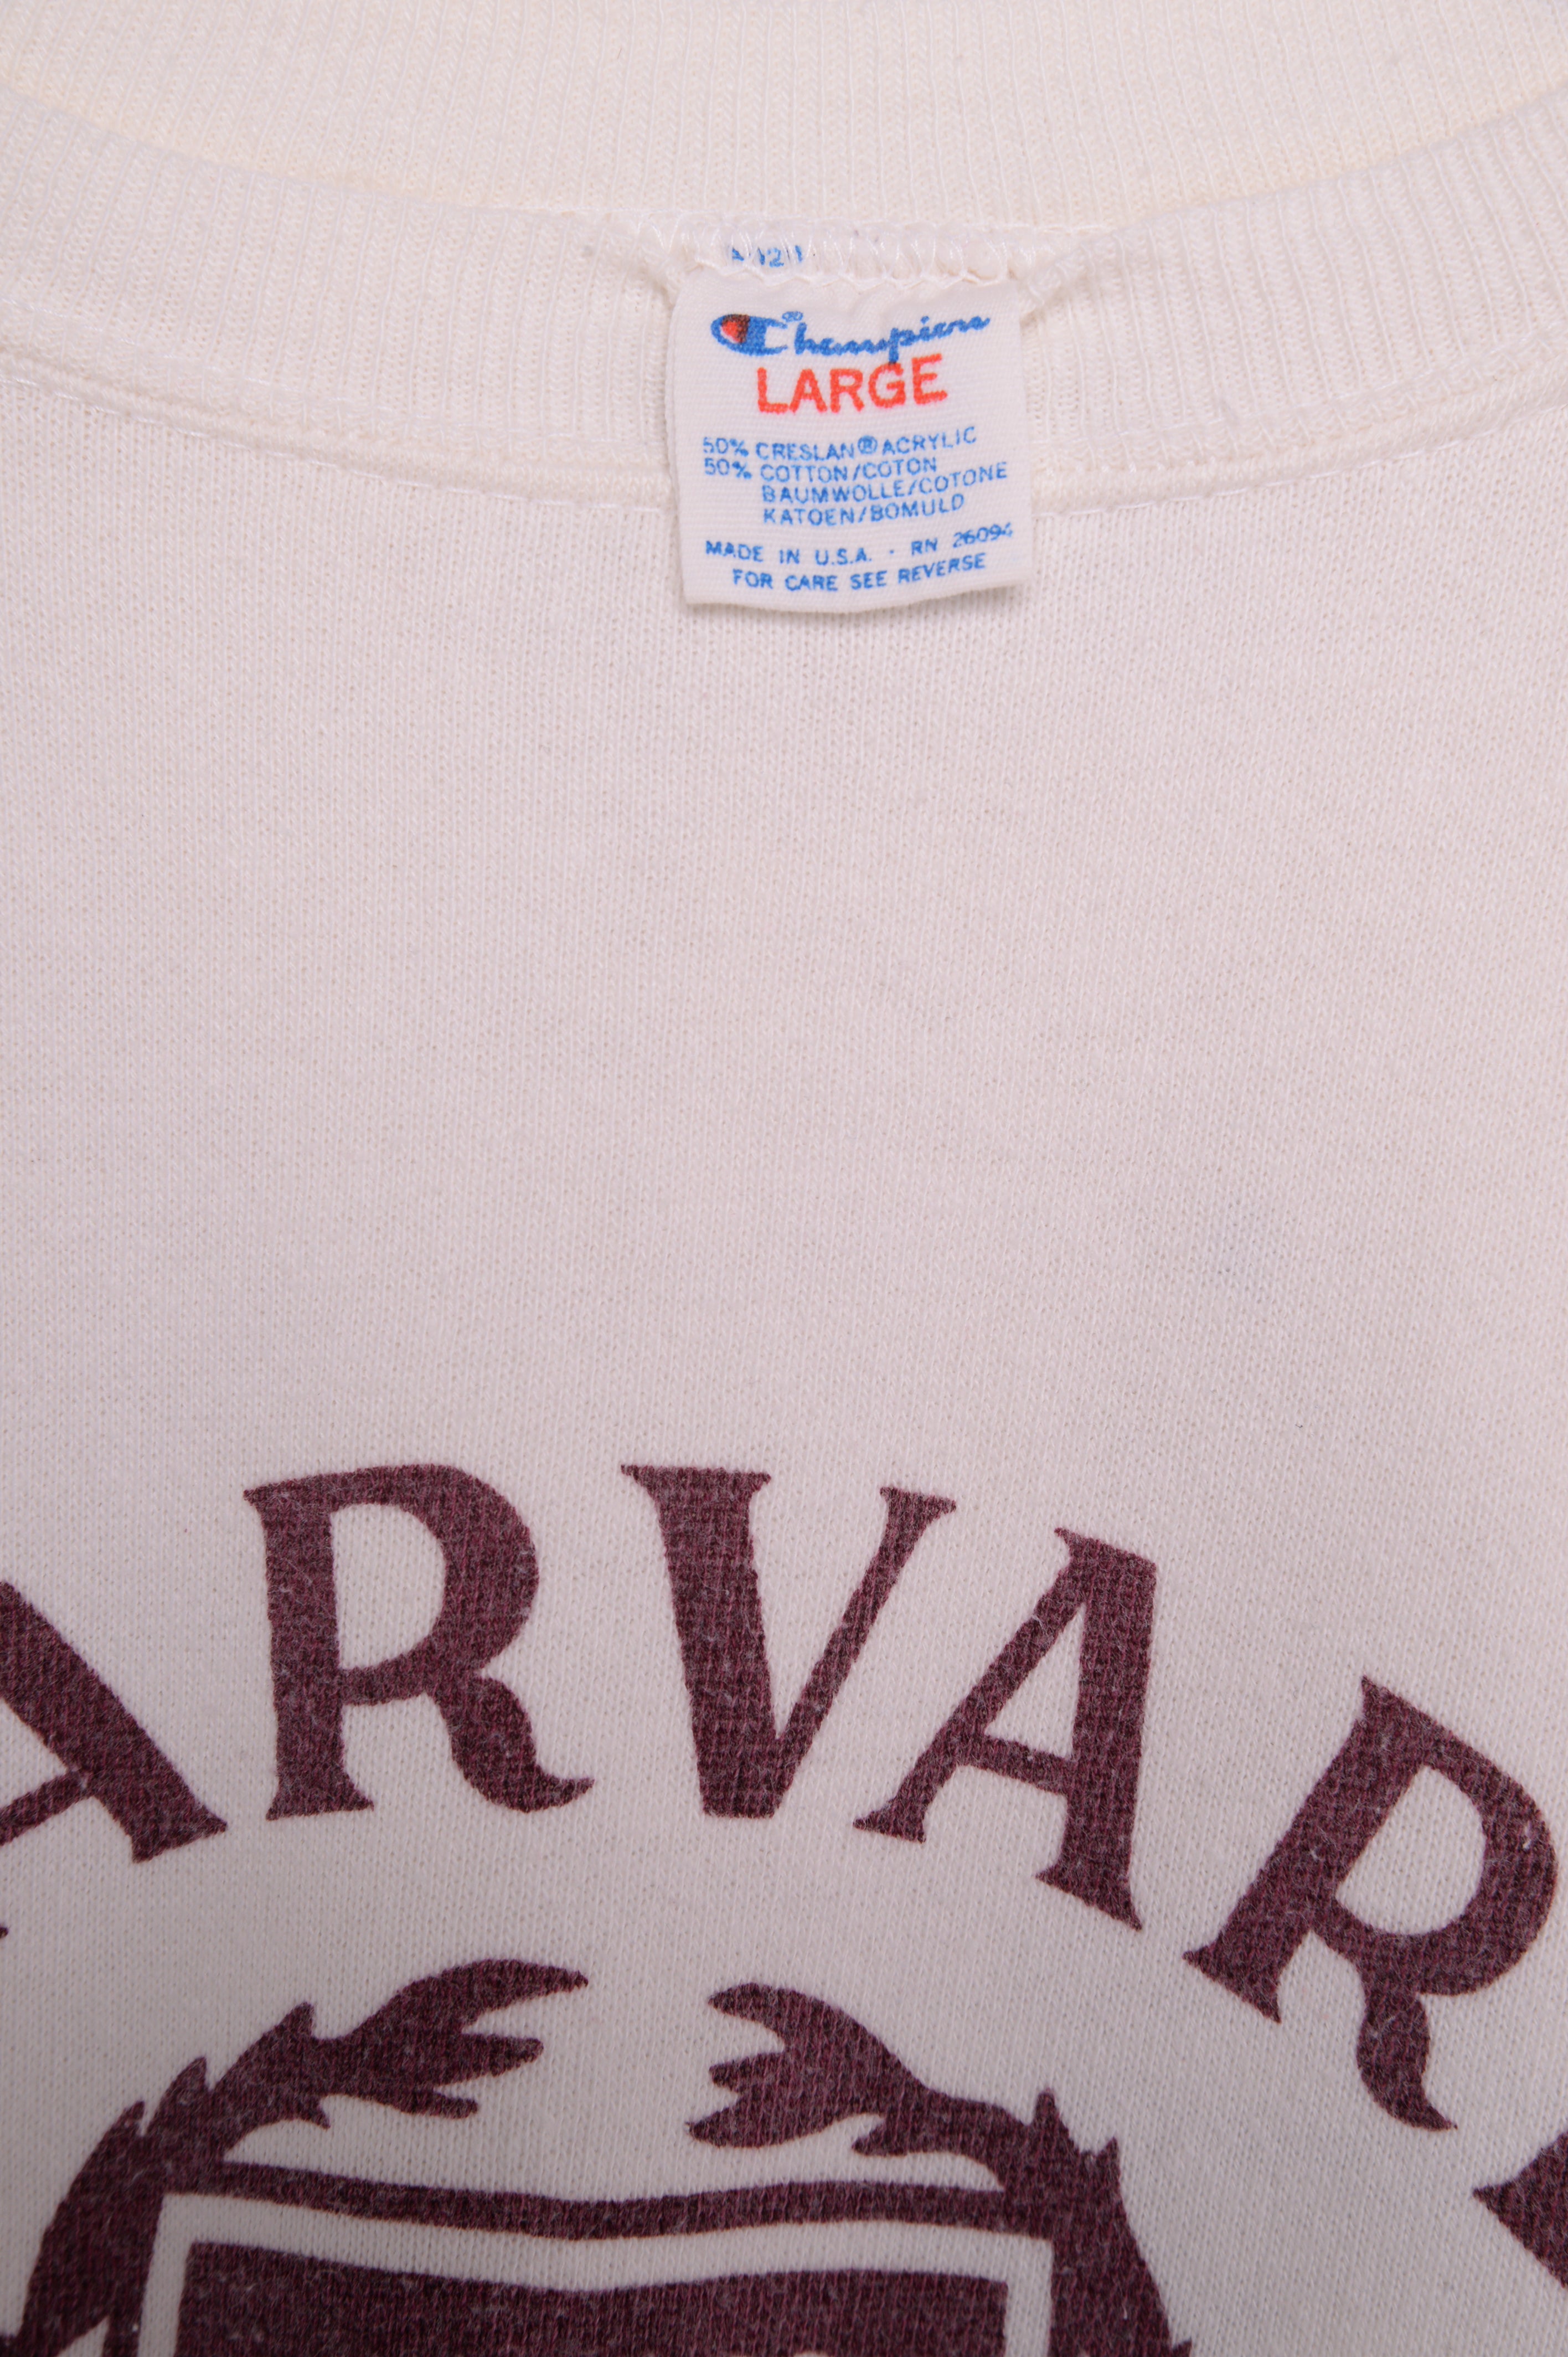 Champion
LARGE
50% CRESLAN® ACRYLIC
50% COTTON/COTON
BAUMWOLLE/COTONE
KATOEN/BOMULD
MADE IN U.S.A. · RN 26094
FOR CARE SEE REVERSE
ARVARD